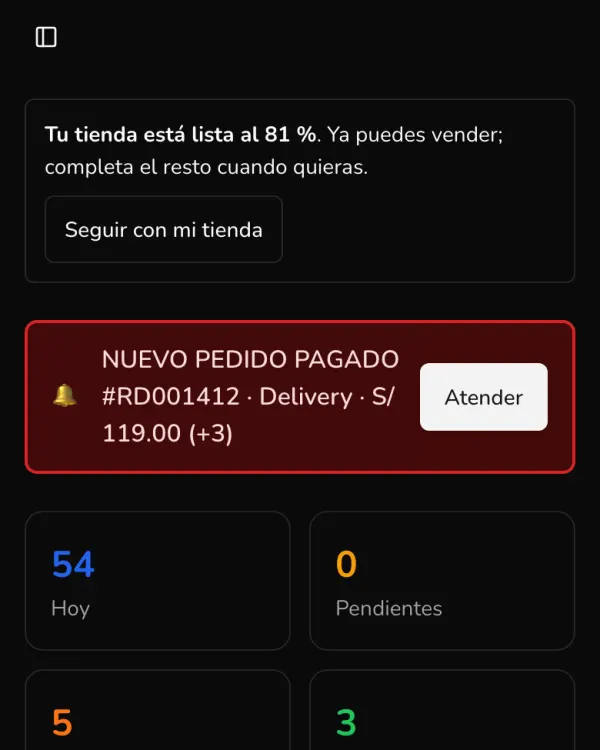 Tu tienda está lista al 81 %. Ya puedes vender;
completa el resto cuando quieras.
Seguir con mi tienda
NUEVO PEDIDO PAGADO
#RD001412 · Delivery · S/
119.00 (+3)
Atender
54
Hoy
0
Pendientes
5
3